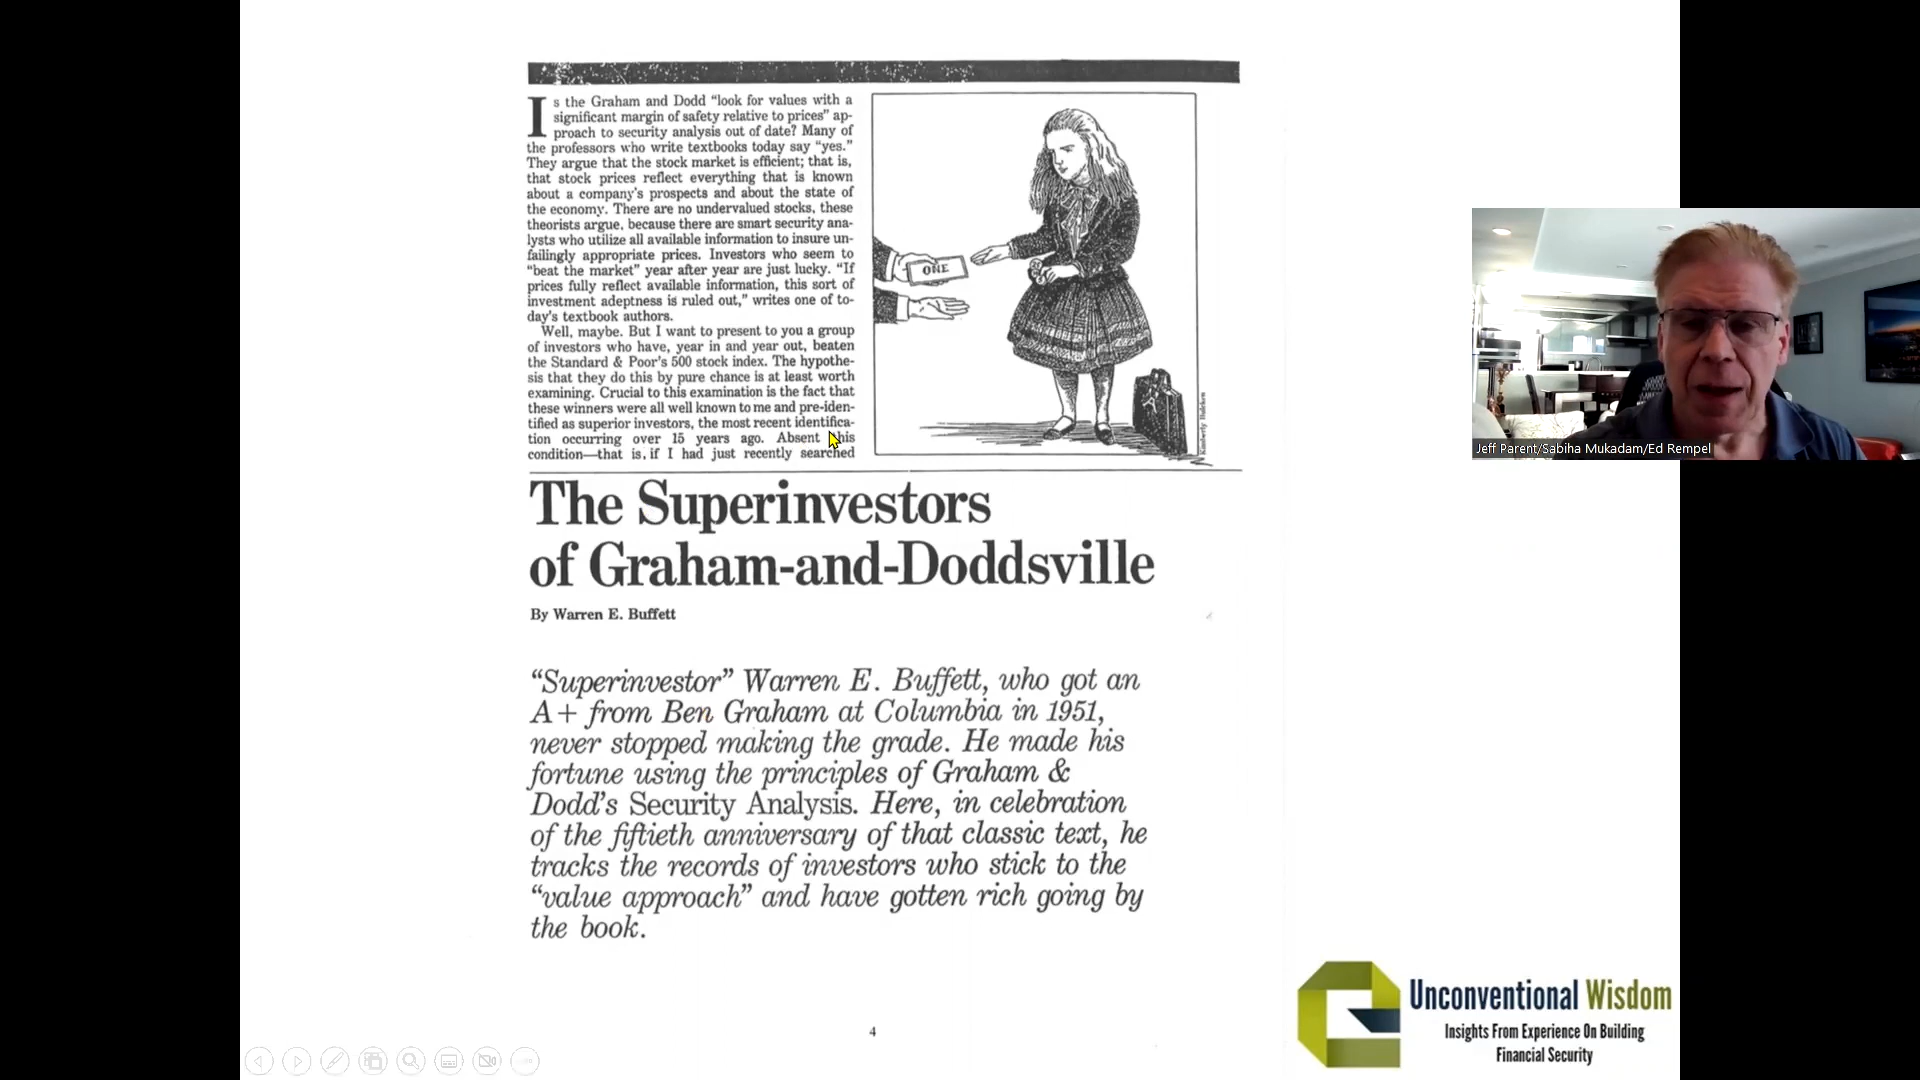 Is the Graham and Dodd “look for values with a
significant margin of safety relative to prices” ap-
proach to security analysis out of date? Many of
the professors who write textbooks today say “yes.”
They argue that the stock market is efficient; that is,
that stock prices reflect everything that is known
about a company's prospects and about the state of
the economy. There are no undervalued stocks, these
theorists argue, because there are smart security ana-
lysts who utilize all available information to insure un-
failingly appropriate prices. Investors who seem to
“beat the market” year after year are just lucky. “If
prices fully reflect available information, this sort of
investment adeptness is ruled out,” writes one of to-
day's textbook authors.
Well, maybe. But I want to present to you a group
of investors who have, year in and year out, beaten
the Standard & Poor's 500 stock index. The hypothe-
sis that they do this by pure chance is at least worth
examining. Crucial to this examination is the fact that
these winners were all well known to me and pre-iden-
tified as superior investors, the most recent identifica-
tion occurring over 15 years ago. Absent this
condition—that is, if I had just recently searched
ONE
The Superinvestors
of Graham-and-Doddsville
By Warren E. Buffett
“Superinvestor” Warren E. Buffett, who got an
A+ from Ben Graham at Columbia in 1951,
never stopped making the grade. He made his
fortune using the principles of Graham &
Dodd's Security Analysis. Here, in celebration
of the fiftieth anniversary of that classic text, he
tracks the records of investors who stick to the
“value approach” and have gotten rich going by
the book.
4
Jeff Parent/Sabiha Mukadam/Ed Rempel
Unconventional Wisdom
Insights From Experience On Building
Financial Security